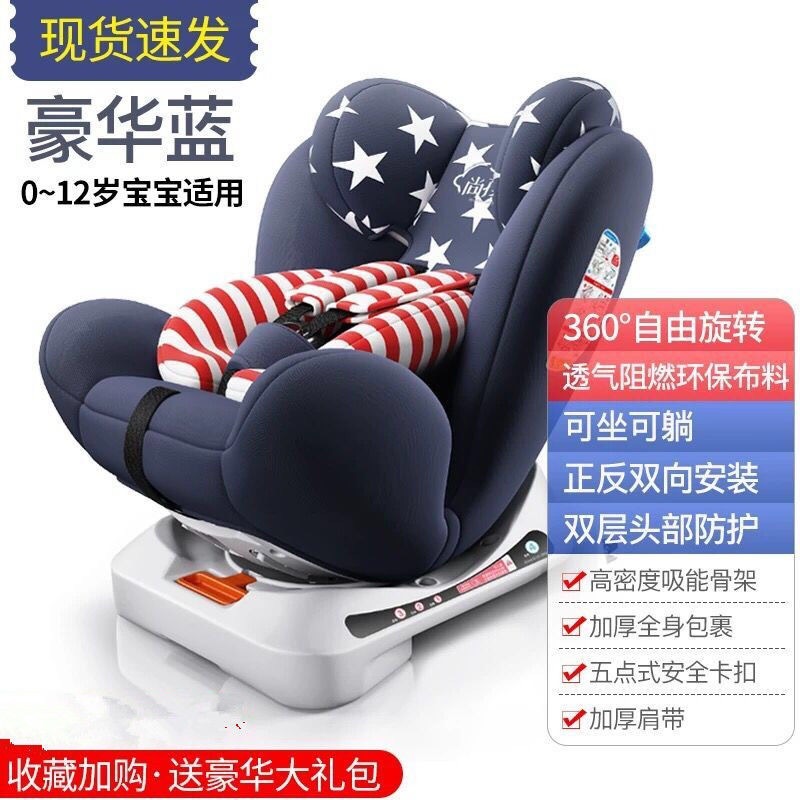 现货速发
豪华蓝
0~12岁宝宝适用
360°自由旋转
透气阻燃环保布料
可坐可躺
正反双向安装
双层头部防护
高密度吸能骨架
加厚全身包裹
五点式安全卡扣
加厚肩带
收藏加购·送豪华大礼包